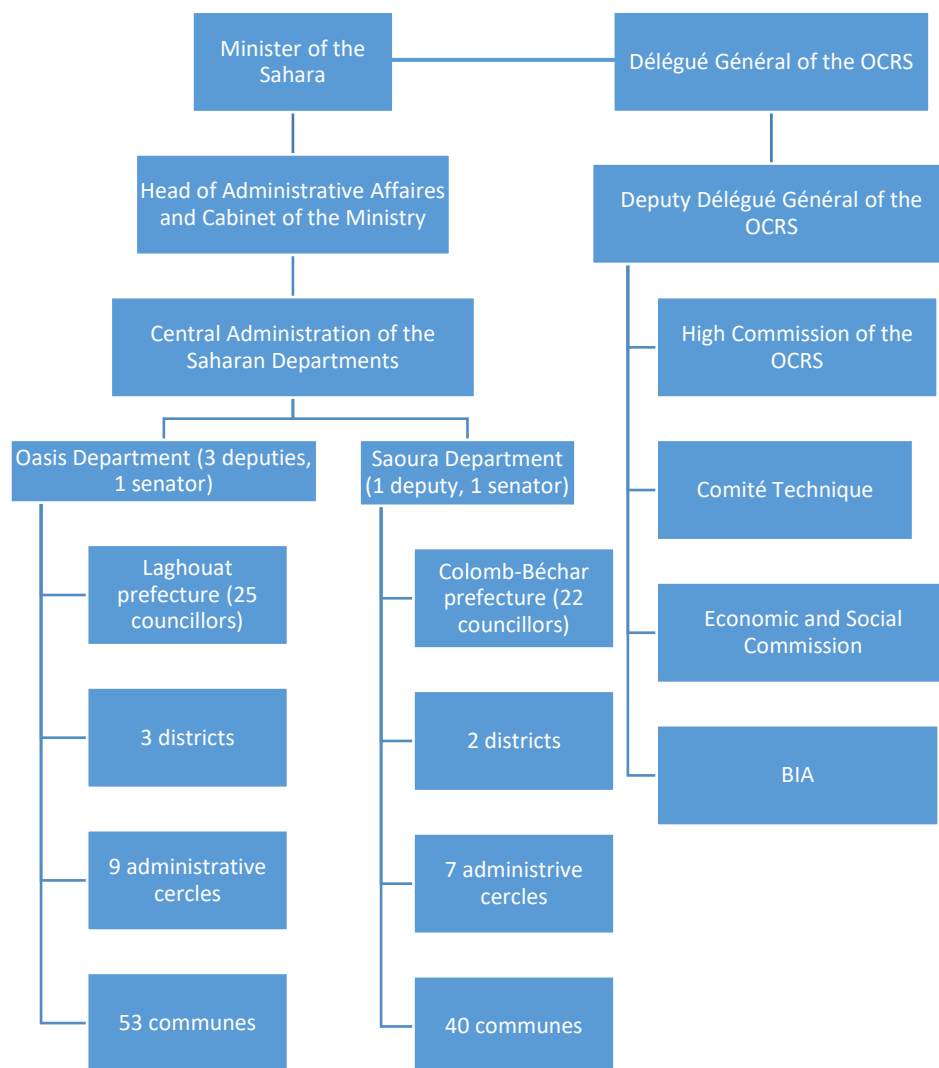 Minister of the
Sahara
Délégué Général of the OCRS
Head of Administrative Affaires
and Cabinet of the Ministry
Deputy Délégué Général of the
OCRS
Central Administration of the
Saharan Departments
High Commission of the
OCRS
Oasis Department (3 deputies,
1 senator)
Saoura Department
(1 deputy, 1 senator)
Comité Technique
Laghouat
prefecture (25
councillors)
Colomb-Béchar
prefecture (22
councillors)
Economic and Social
Commission
3 districts
2 districts
BIA
9 administrative
cercles
7 administrive
cercles
53 communes
40 communes